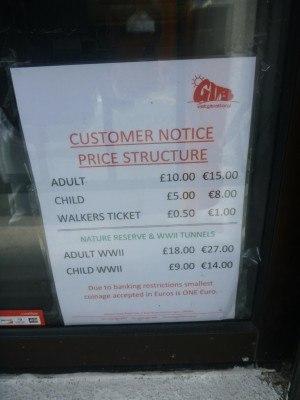 CUSTOMER NOTICE
PRICE STRUCTURE
ADULT £10.00 €15.00
CHILD £5.00 €8.00
WALKERS TICKET £0.50 €1.00
NATURE RESERVE & WWII TUNNELS
ADULT WWII £18.00 €27.00
CHILD WWII £9.00 €14.00
Due to banking restrictions smallest
coinage accepted in Euros is ONE Euro.